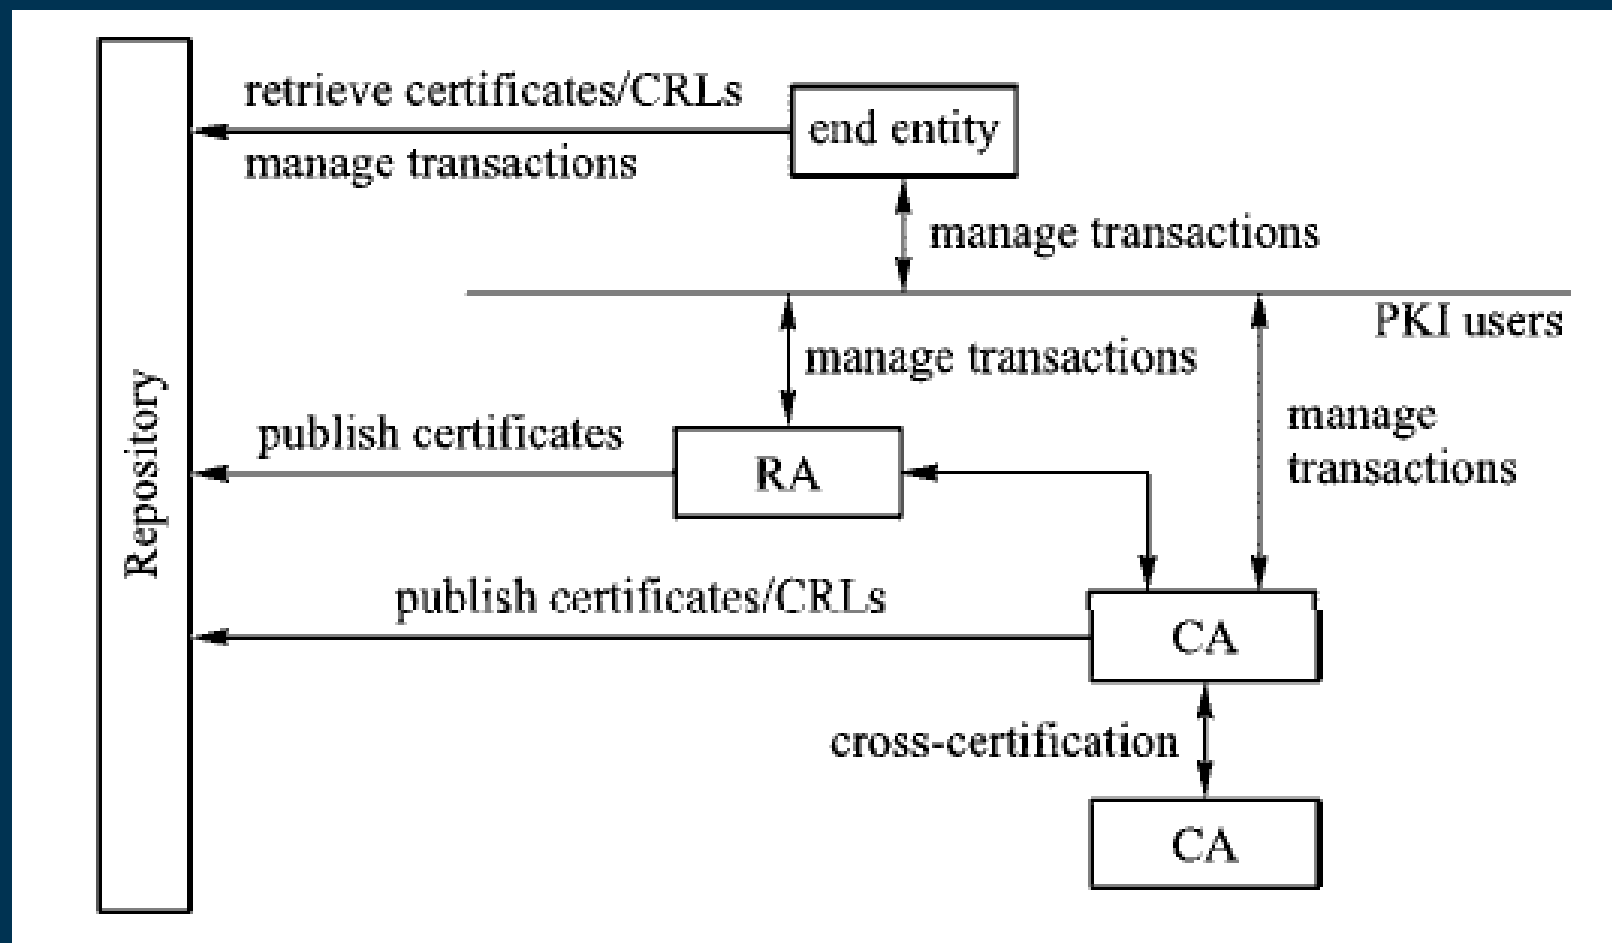 retrieve certificates/CRLs
end entity
manage transactions
manage transactions
PKI users
manage transactions
manage
transactions
publish certificates
RA
Repository
publish certificates/CRLs
CA
cross-certification
CA